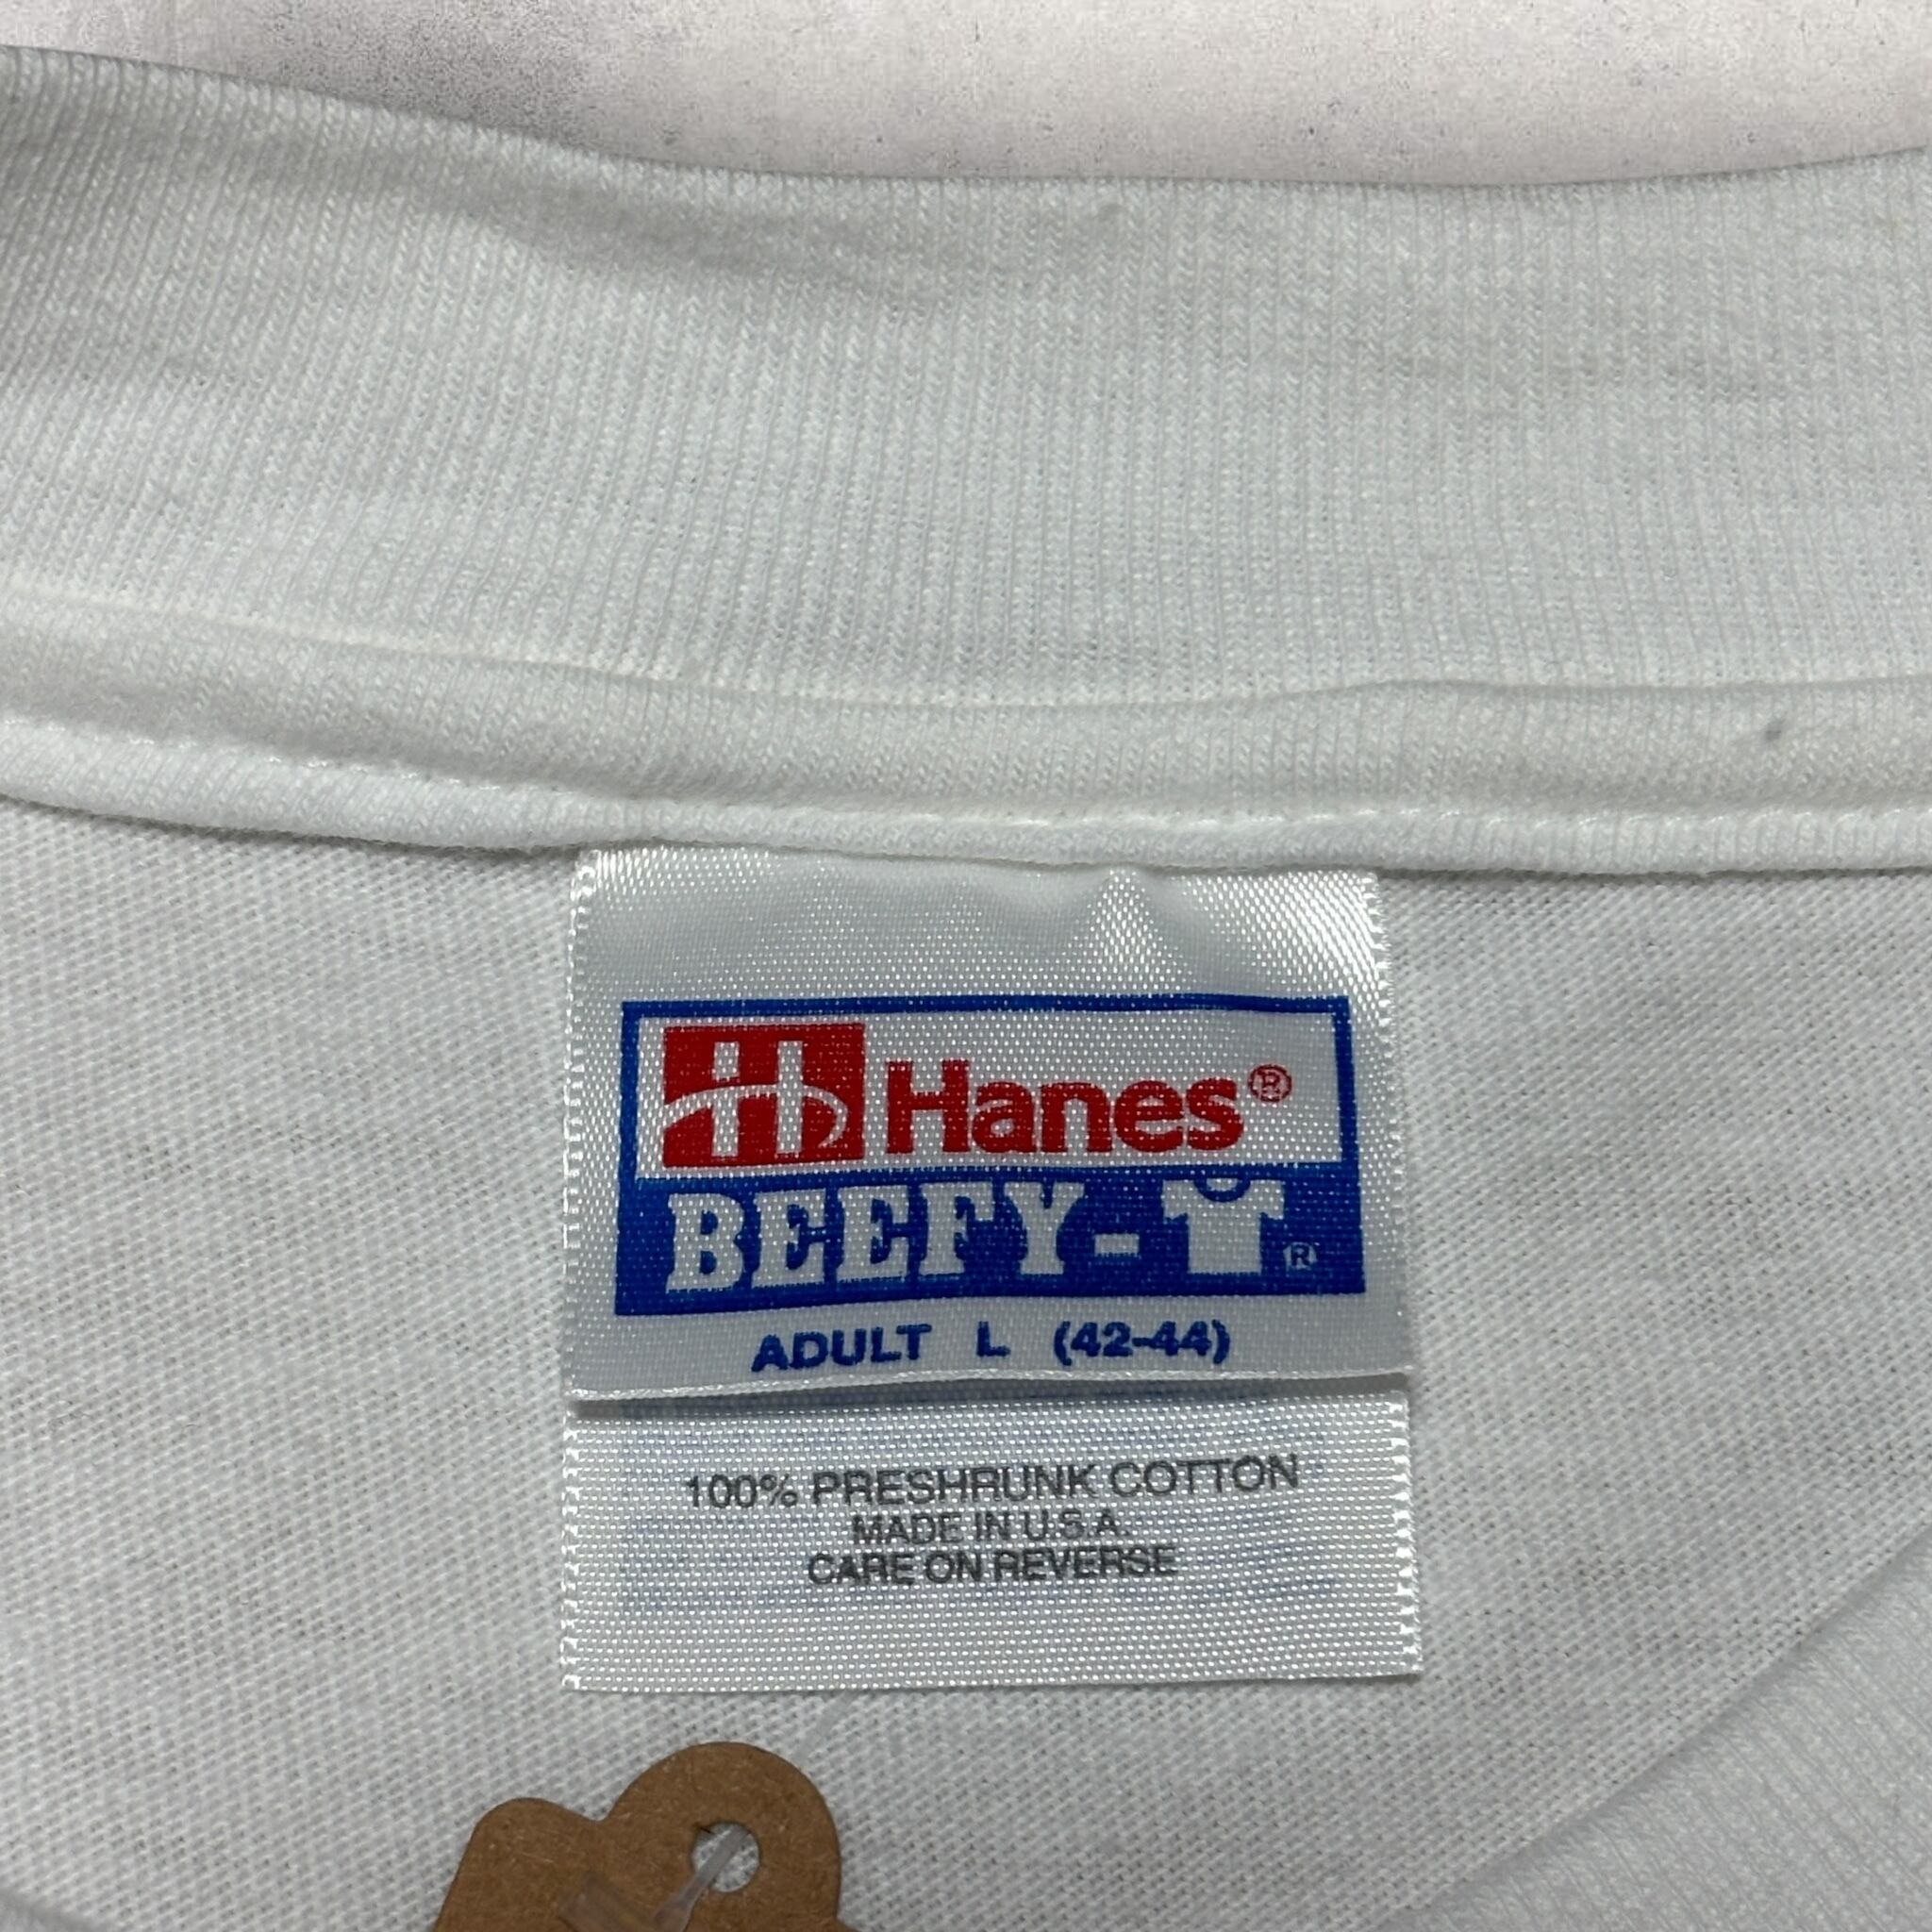 Hanes®
BEEFY-T®
ADULT L (42-44)
100% PRESHRUNK COTTON
MADE IN U.S.A.
CARE ON REVERSE